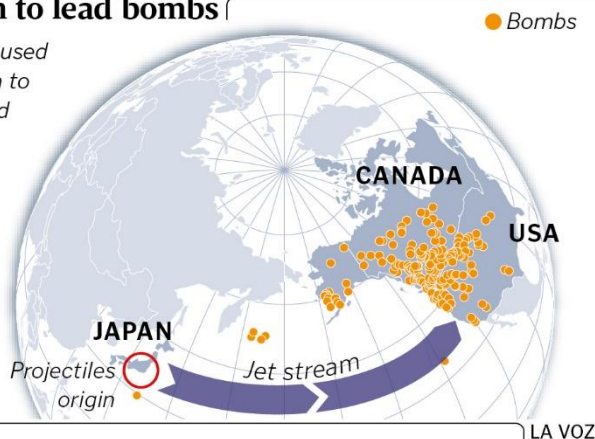 to lead bombs
Bombs
used
to
CANADA
USA
JAPAN
Projectiles
origin
Jet stream
LA VOZ